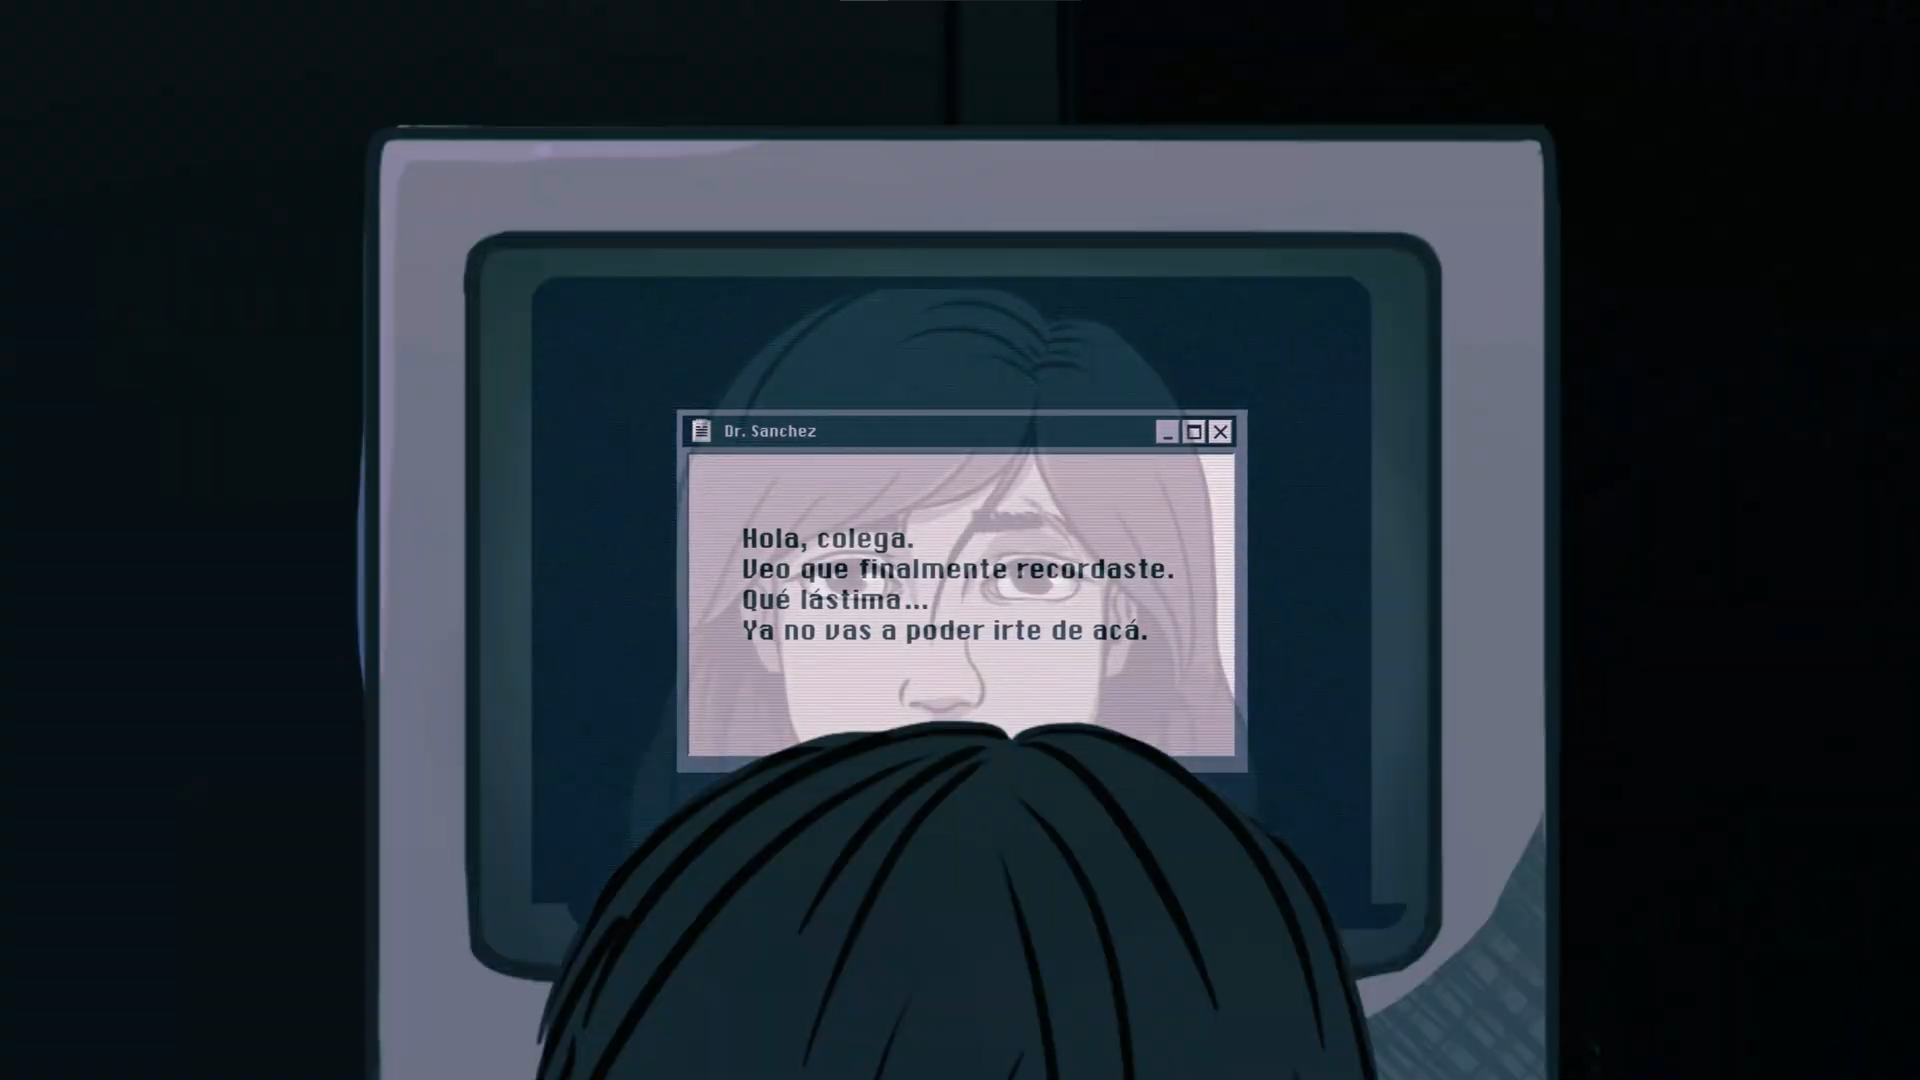 Dr. Sanchez
Hola, colega.
Veo que finalmente recordaste.
Qué lástima...
Ya no vas a poder irte de acá.